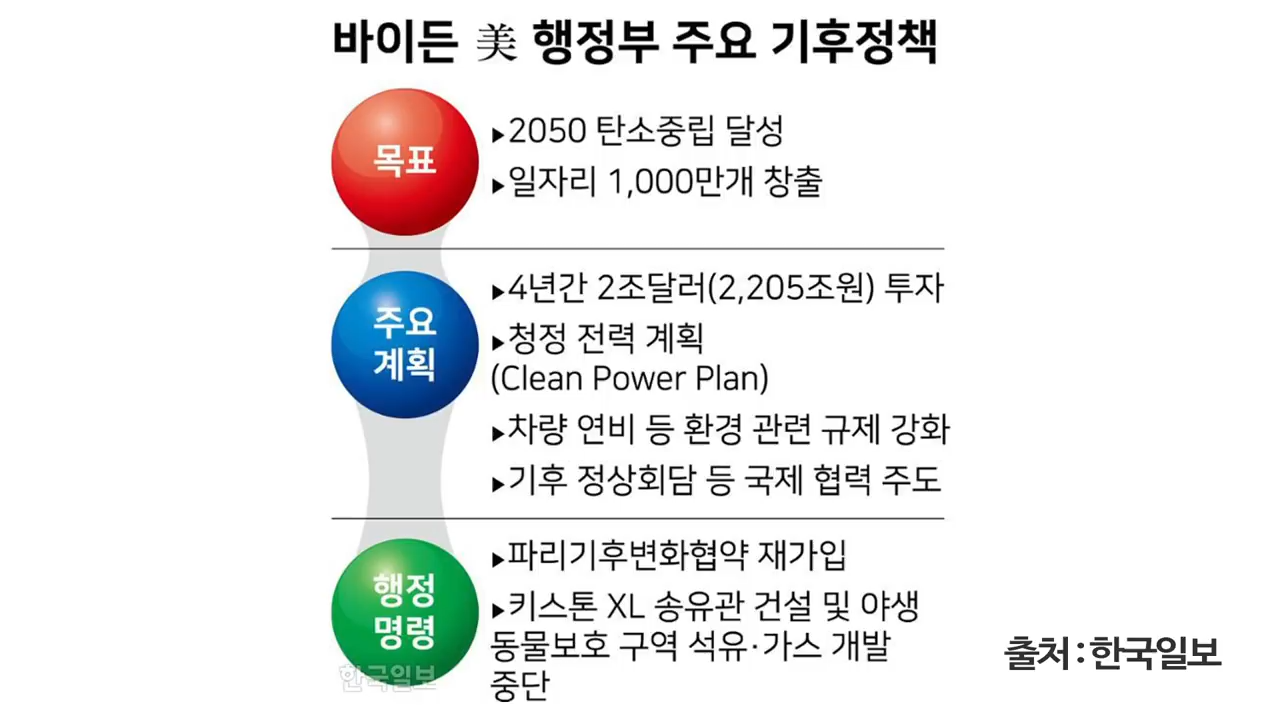 바이든 美 행정부 주요 기후정책
목표
▶2050 탄소중립 달성
▶일자리 1,000만개 창출
주요
계획
▶4년간 2조달러(2,205조원) 투자
▶청정 전력 계획
(Clean Power Plan)
▶차량 연비 등 환경 관련 규제 강화
▶기후 정상회담 등 국제 협력 주도
행정
명령
▶파리기후변화협약 재가입
▶키스톤 XL 송유관 건설 및 야생
동물보호 구역 석유·가스 개발
중단
한국일보
출처:한국일보